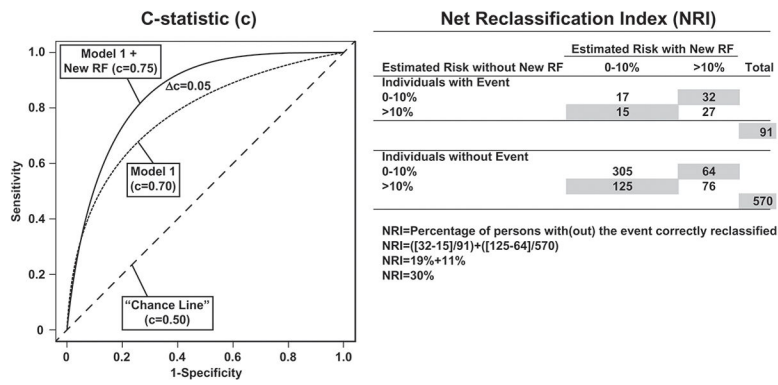 C-statistic (c)
Model 1 +
New RF (c=0.75)
Δc=0.05
Model 1
(c=0.70)
"Chance Line"
(c=0.50)
Sensitivity
1.0
0.8
0.6
0.4
0.2
0
0 0.2 0.4 0.6 0.8 1.0
1-Specificity
Net Reclassification Index (NRI)
Estimated Risk with New RF
Estimated Risk without New RF 0-10% >10% Total
Individuals with Event
0-10% 17 32
>10% 15 27
91
Individuals without Event
0-10% 305 64
>10% 125 76
570
NRI=Percentage of persons with(out) the event correctly reclassified
NRI=([32-15]/91)+([125-64]/570)
NRI=19%+11%
NRI=30%